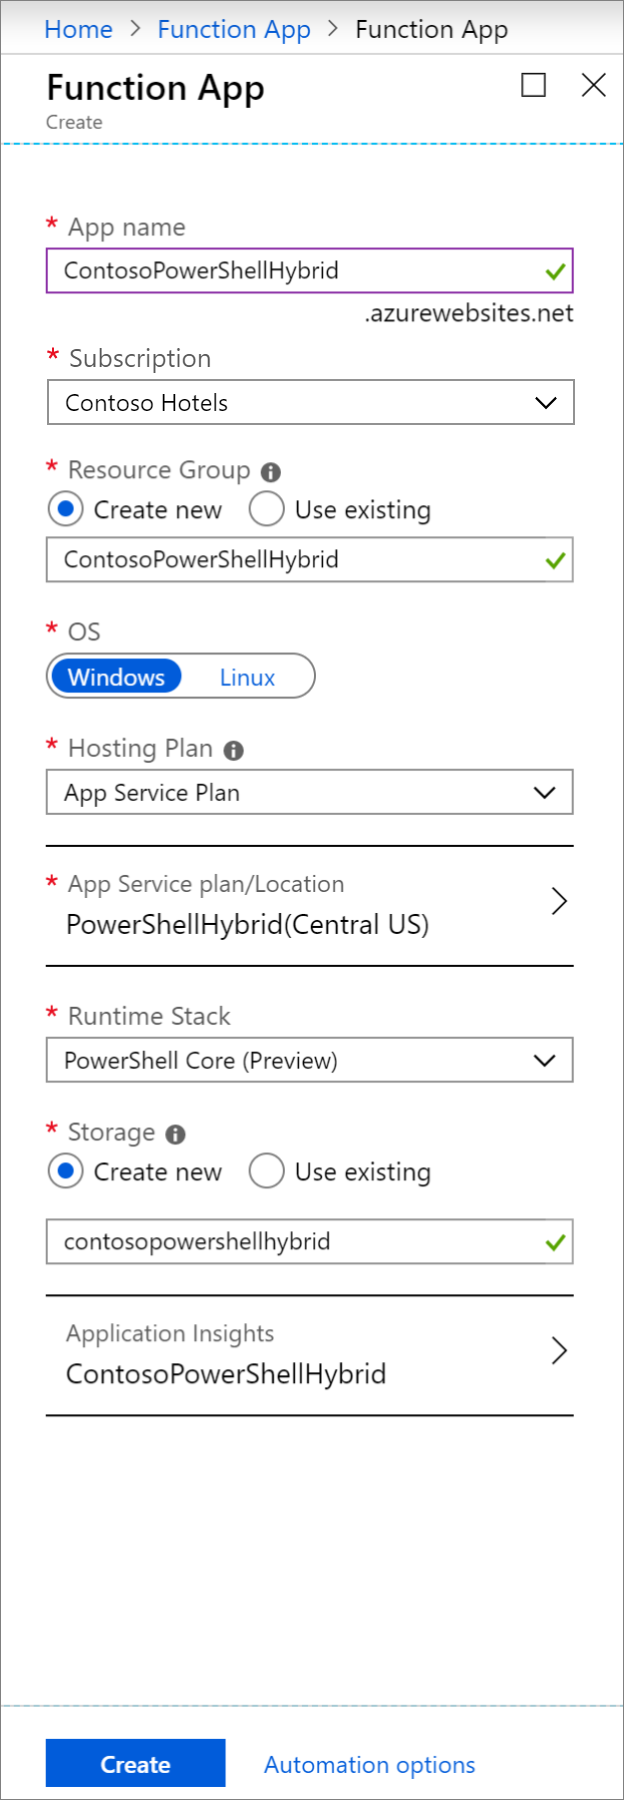 Home > Function App > Function App
Function App
Create
* App name
ContosoPowerShellHybrid
.azurewebsites.net
* Subscription
Contoso Hotels
* Resource Group
Create new Use existing
ContosoPowerShellHybrid
* OS
Windows Linux
* Hosting Plan
App Service Plan
* App Service plan/Location
PowerShellHybrid(Central US)
* Runtime Stack
PowerShell Core (Preview)
* Storage
Create new Use existing
contosopowershellhybrid
Application Insights
ContosoPowerShellHybrid
Create Automation options